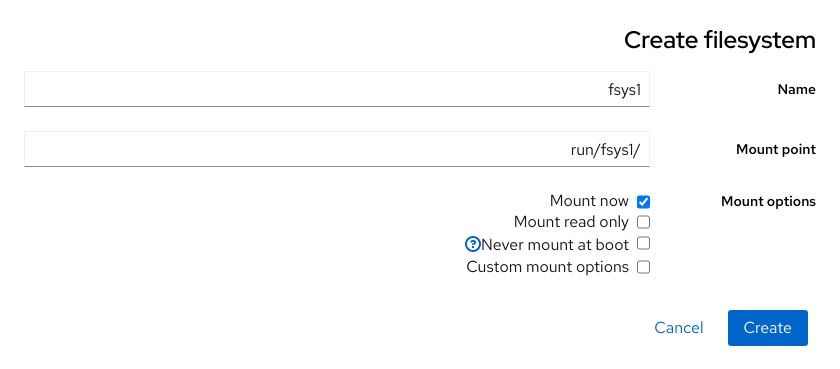 Create filesystem
Name
fsys1
Mount point
run/fsys1/
Mount options
Mount now
Mount read only
Never mount at boot
Custom mount options
Create
Cancel